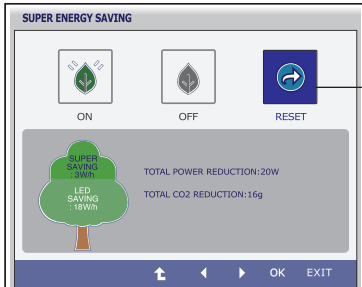 SUPER ENERGY SAVING
ON
OFF
RESET
SUPER
SAVING
: 3W/h
LED
SAVING
: 18W/h
TOTAL POWER REDUCTION:20W
TOTAL CO2 REDUCTION:16g
OK
EXIT